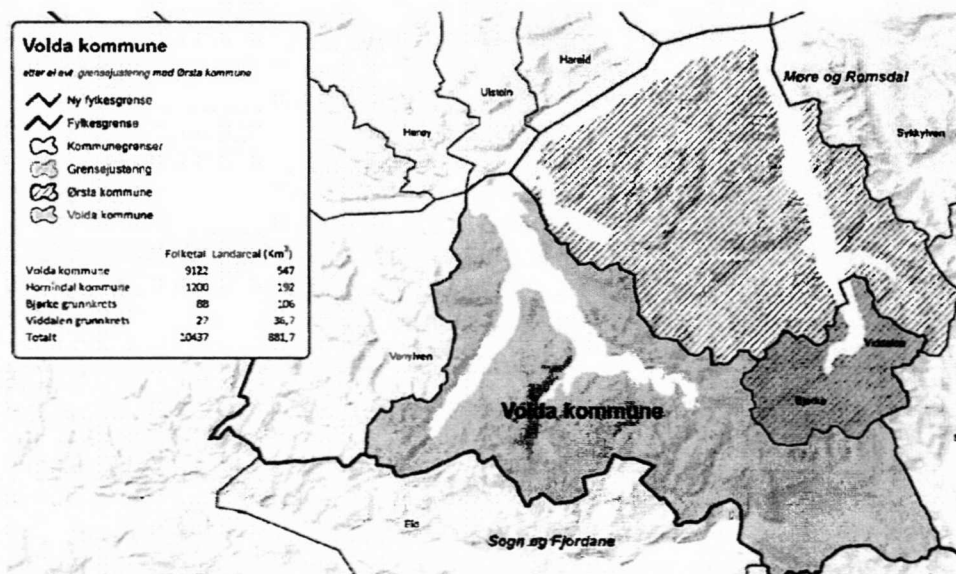 Volda kommune
etter ei evt. grensejustering med Ørsta kommune
Ny fylkesgrense
Fylkesgrense
Kommunegrenser
Grensejustering
Ørsta kommune
Volda kommune
Folketal Landareal (Km²)
Volda kommune 9122 547
Hornindal kommune 1200 192
Bjørke grunnkrets 88 106
Viddalen grunnkrets 27 36,7
Totalt 10437 881,7
Hareid
Møre og Romsdal
Ulstein
Herøy
Sykkylven
Viddalen
Vanylven
Bjørke
Volda kommune
Eid
Sogn og Fjordane